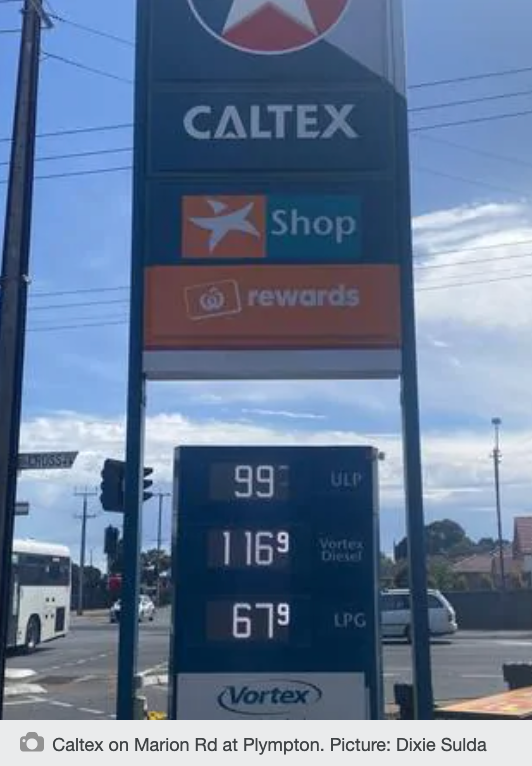 CALTEX
Shop
rewards
99
ULP
116⁹
Vortex
Diesel
67⁹
LPG
CROSS
Vortex
Caltex on Marion Rd at Plympton. Picture: Dixie Sulda